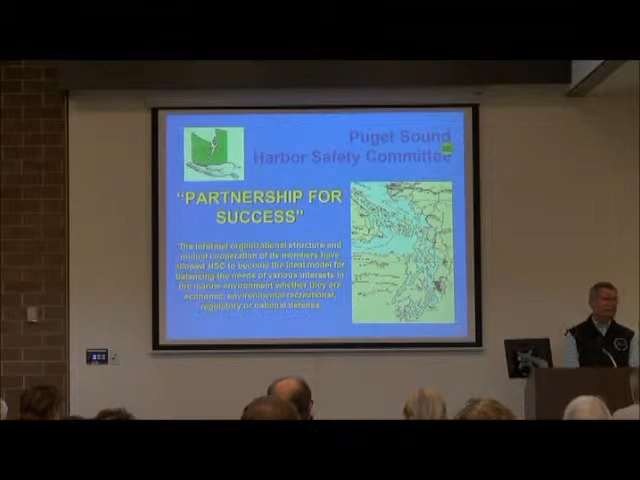 Puget Sound
Harbor Safety Committee
“PARTNERSHIP FOR
SUCCESS”
The informal organizational structure and
mutual cooperation of its members have
allowed HSC to become the ideal model for
balancing the needs of various interests in
the marine environment whether they are
economic, environmental, recreational,
regulatory or national defense